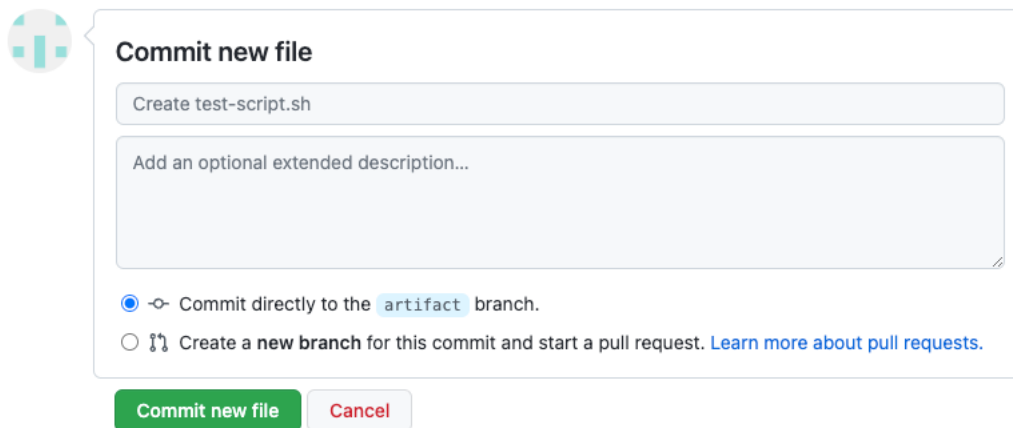 Commit new file
Create test-script.sh
Add an optional extended description...
Commit directly to the artifact branch.
Create a new branch for this commit and start a pull request. Learn more about pull requests.
Commit new file Cancel